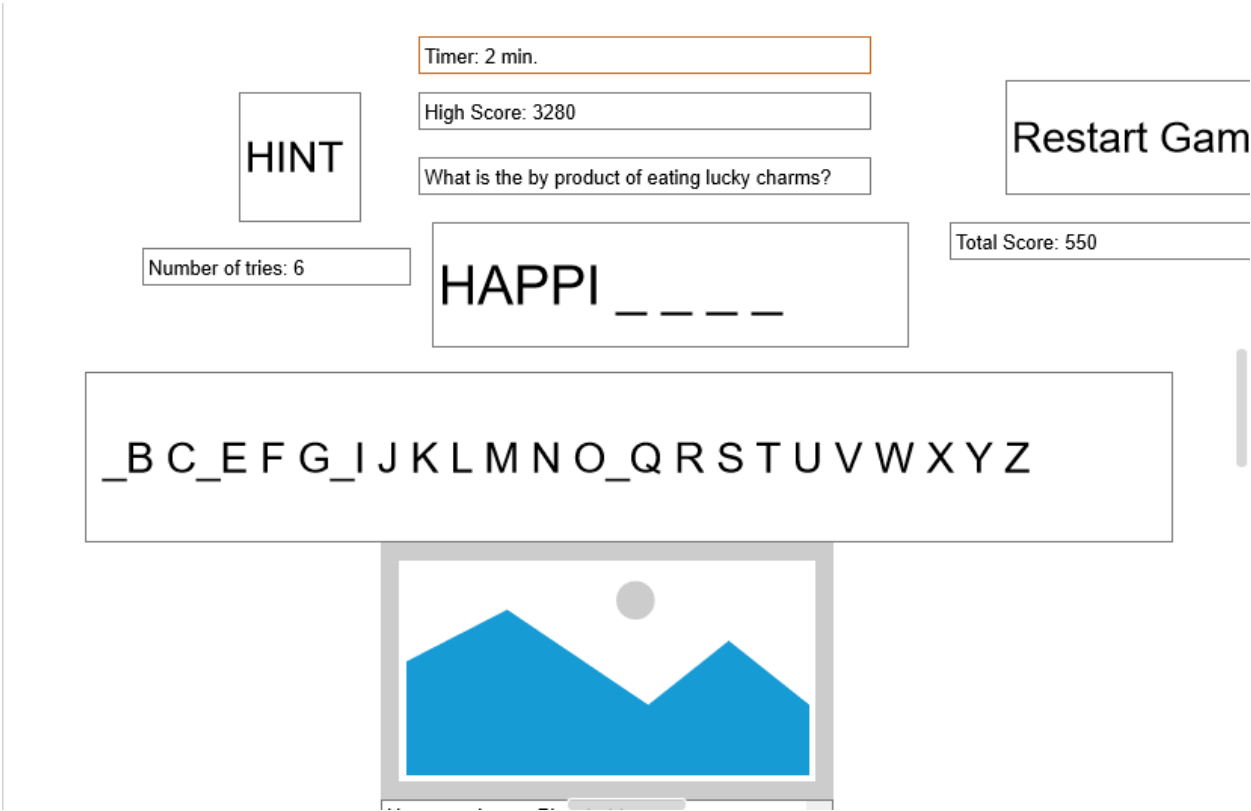 Timer: 2 min.
High Score: 3280
HINT
Restart Gam
What is the by product of eating lucky charms?
Number of tries: 6
HAPPI _ _ _ _
Total Score: 550
_B C_E F G_I J K L M N O_Q R S T U V W X Y Z